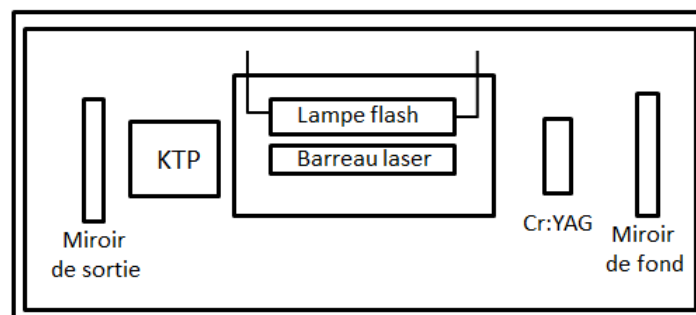 Lampe flash
KTP
Barreau laser
Cr:YAG
Miroir
de sortie
Miroir
de fond